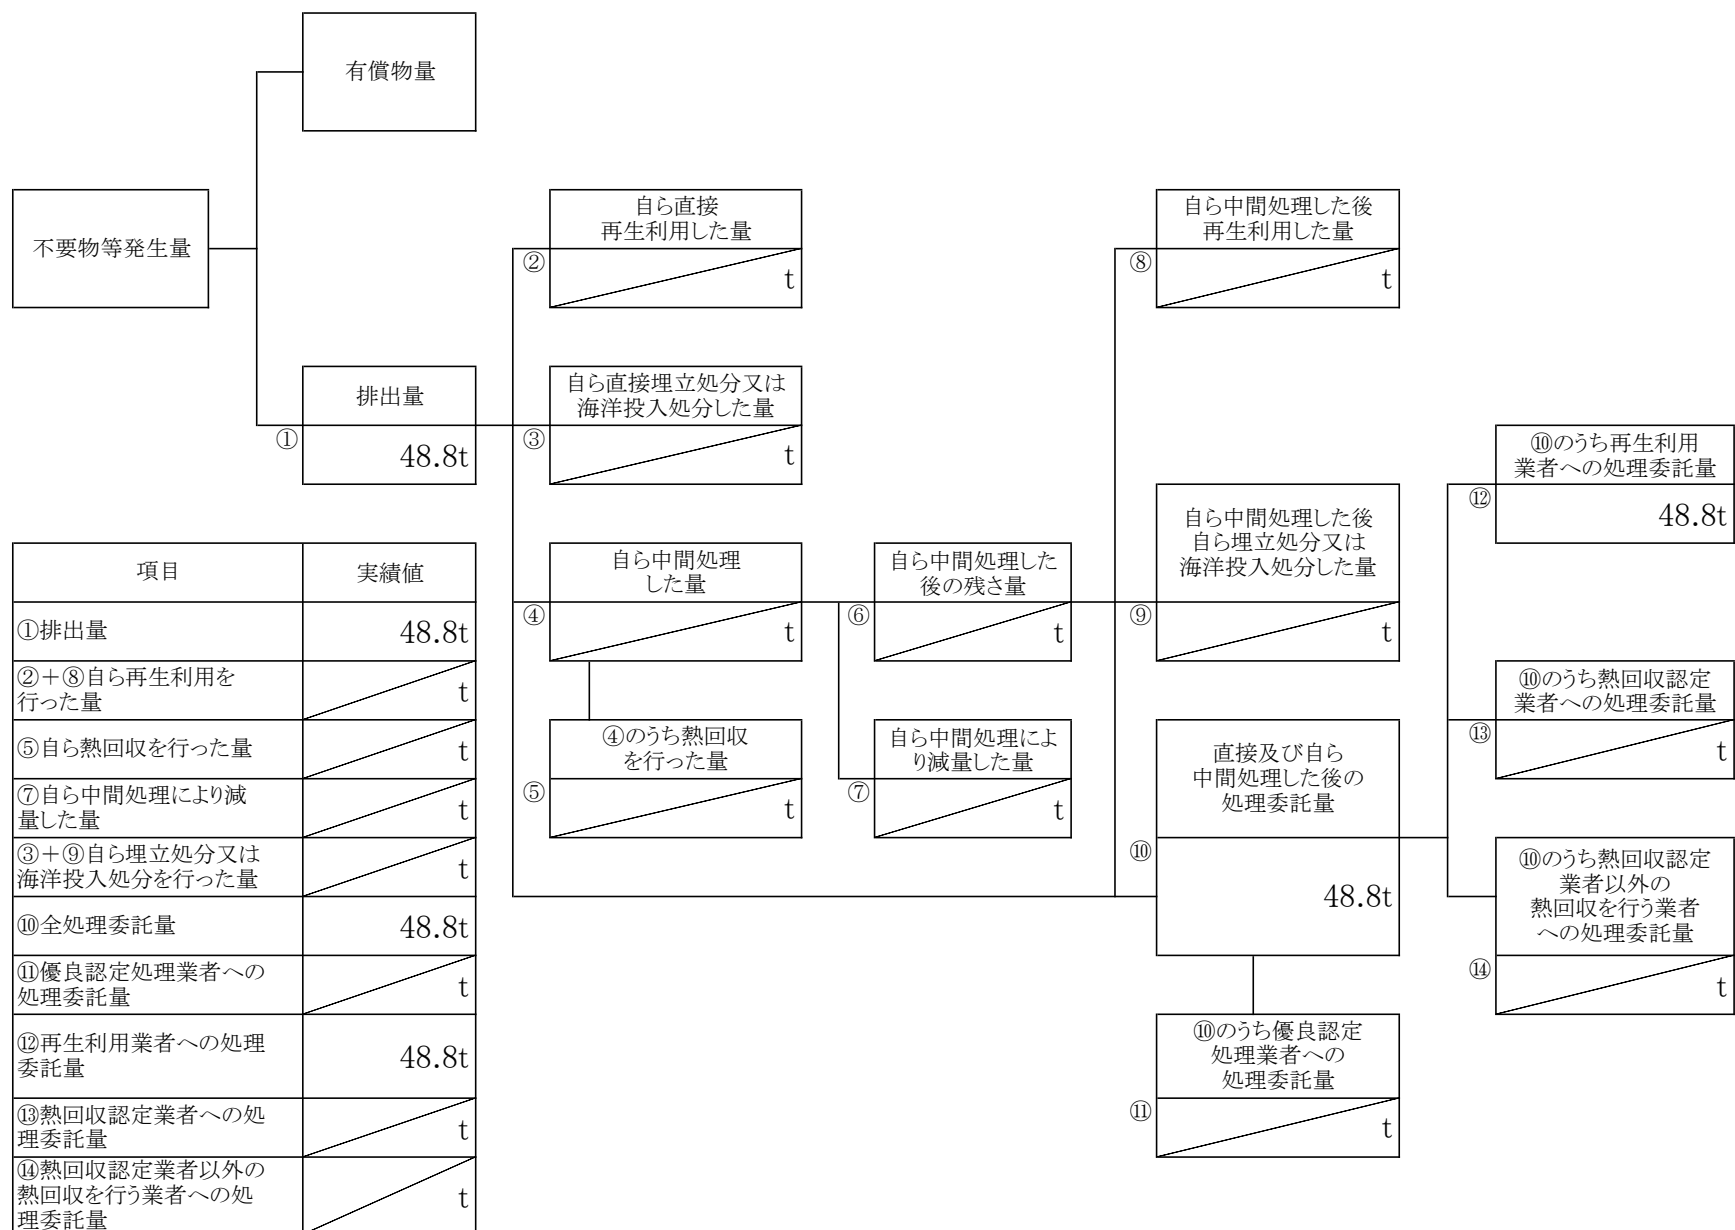 有償物量
不要物等発生量
排出量
①
48.8t
自ら直接
再生利用した量
②
t
自ら直接埋立処分又は
海洋投入処分した量
③
t
自ら中間処理
した量
④
t
④のうち熱回収
を行った量
⑤
t
自ら中間処理した
後の残さ量
⑥
t
自ら中間処理によ
り減量した量
⑦
t
自ら中間処理した後
再生利用した量
⑧
t
自ら中間処理した後
自ら埋立処分又は
海洋投入処分した量
⑨
t
直接及び自ら
中間処理した後の
処理委託量
⑩
48.8t
⑩のうち優良認定
処理業者への
処理委託量
⑪
t
⑩のうち再生利用
業者への処理委託量
⑫
48.8t
⑩のうち熱回収認定
業者への処理委託量
⑬
t
⑩のうち熱回収認定
業者以外の
熱回収を行う業者
への処理委託量
⑭
t
項目 実績値
①排出量 48.8t
②+⑧自ら再生利用を
行った量 t
⑤自ら熱回収を行った量 t
⑦自ら中間処理により減
量した量 t
③+⑨自ら埋立処分又は
海洋投入処分を行った量 t
⑩全処理委託量 48.8t
⑪優良認定処理業者への
処理委託量 t
⑫再生利用業者への処理
委託量 48.8t
⑬熱回収認定業者への処
理委託量 t
⑭熱回収認定業者以外の
熱回収を行う業者への処
理委託量 t